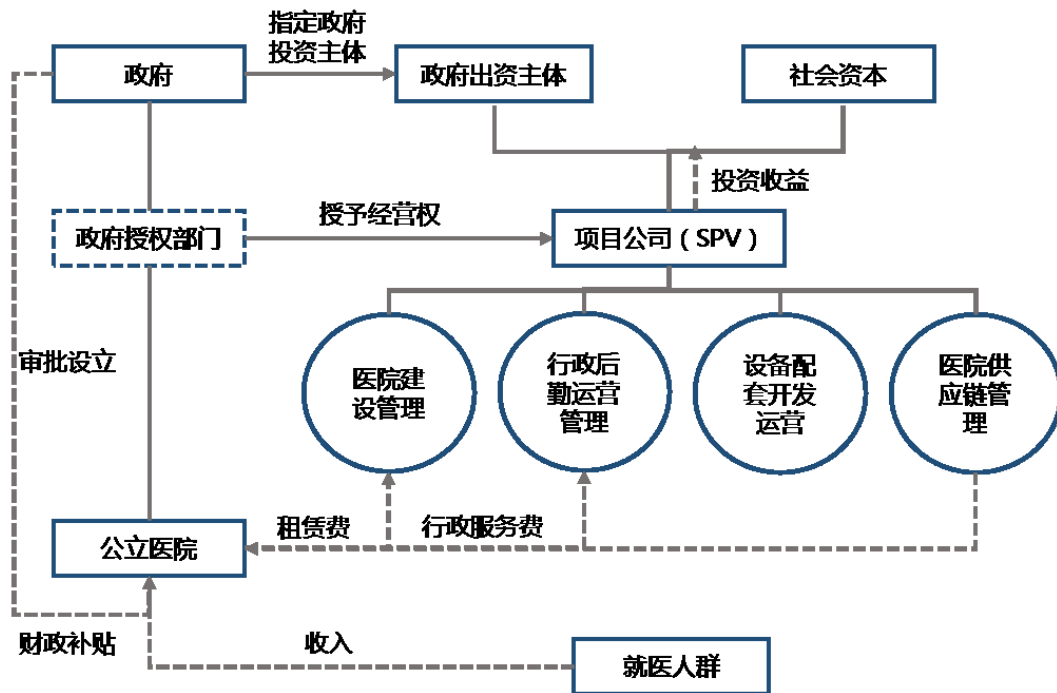 指定政府
投资主体
政府
政府出资主体
社会资本
投资收益
授予经营权
政府授权部门
项目公司（SPV）
审批设立
医院建
设管理
行政后
勤运营
管理
设备配
套开发
运营
医院供
应链管
理
租赁费
行政服务费
公立医院
财政补贴
收入
就医人群